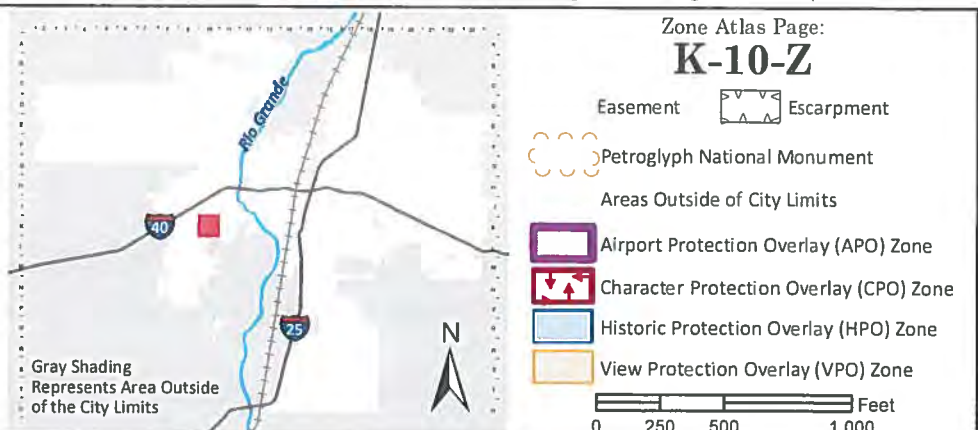 Zone Atlas Page:
K-10-Z
Easement
Escarpment
Petroglyph National Monument
Areas Outside of City Limits
Airport Protection Overlay (APO) Zone
Character Protection Overlay (CPO) Zone
Historic Protection Overlay (HPO) Zone
View Protection Overlay (VPO) Zone
Feet
0 250 500 1,000
Rio Grande
40
25
N
Gray Shading
Represents Area Outside
of the City Limits